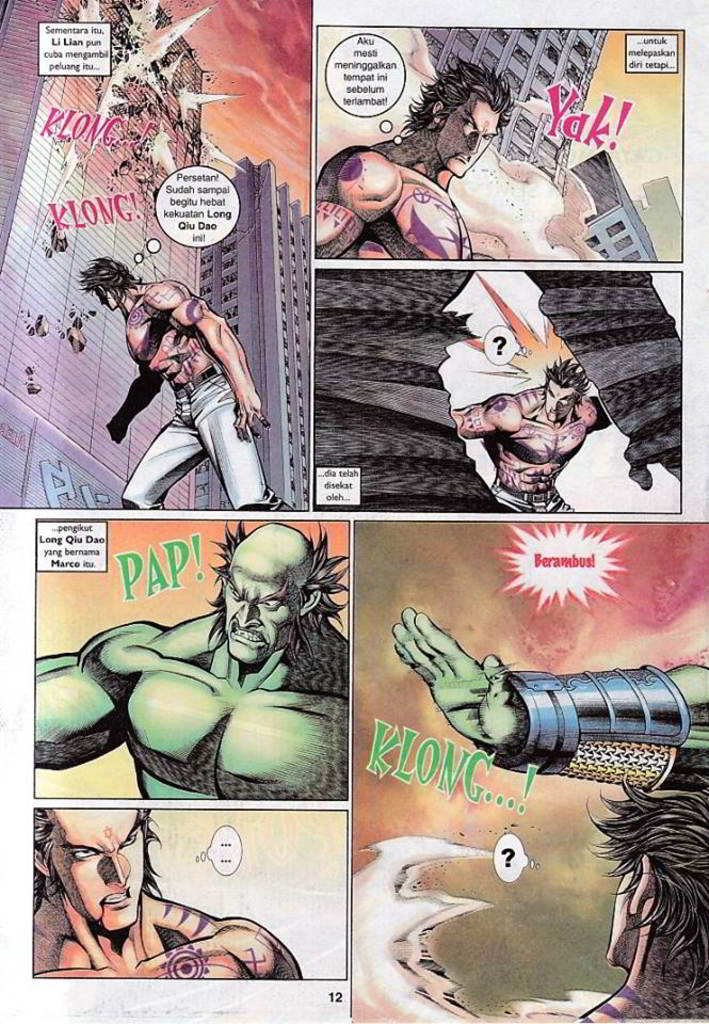 Sementara itu,
Li Lian pun
cuba mengambil
peluang itu...
KLONG...!
Persetan!
Sudah sampai
begitu hebat
kekuatan Long
Qiu Dao
ini!
KLONG!
Aku
mesti
meninggalkan
tempat ini
sebelum
terlambat!
...untuk
melepaskan
diri tetapi...
Yak!
?
...dia telah
disekat
oleh...
...pengikut
Long Qiu Dao
yang bernama
Marco itu.
PAP!
Berambus!
KLONG....!
?
...
...
12